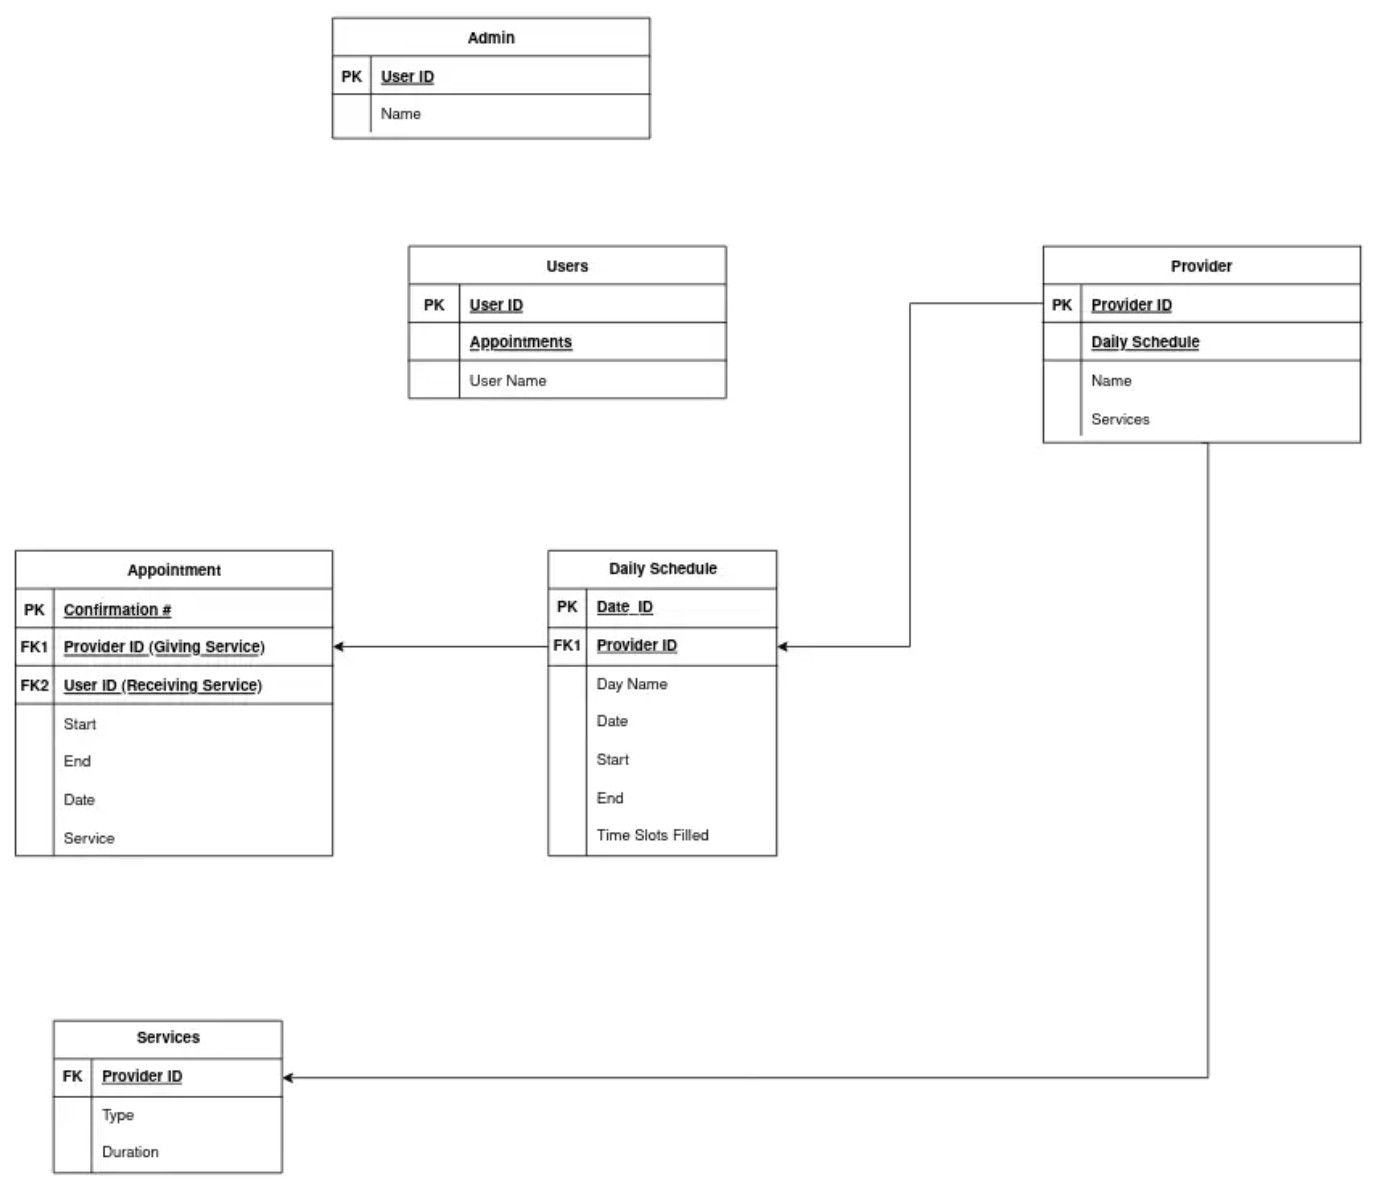 Admin
PK User ID
Name
Users
PK User ID
Appointments
User Name
Provider
PK Provider ID
Daily Schedule
Name
Services
Appointment
PK Confirmation #
FK1 Provider ID (Giving Service)
FK2 User ID (Receiving Service)
Start
End
Date
Service
Daily Schedule
PK Date_ID
FK1 Provider ID
Day Name
Date
Start
End
Time Slots Filled
Services
FK Provider ID
Type
Duration